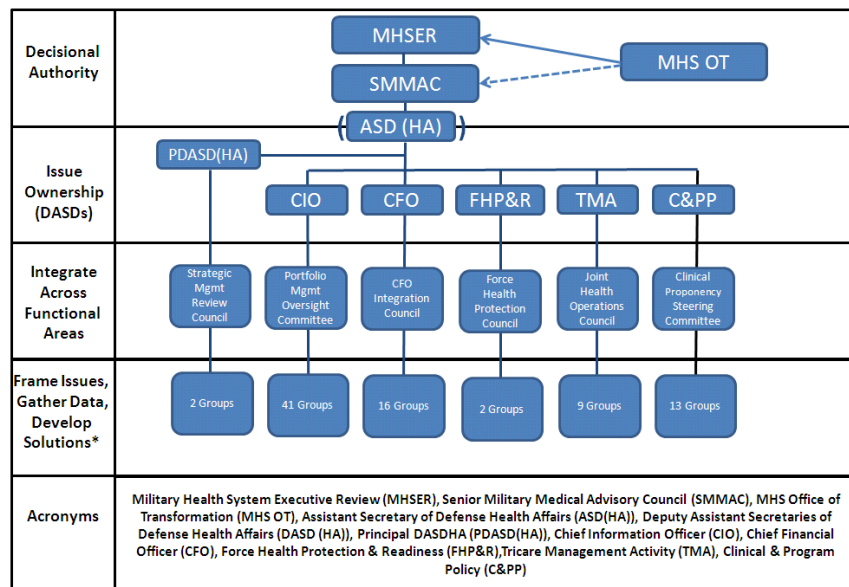 Decisional
Authority
MHSER
MHS OT
SMMAC
( ASD (HA) )
Issue
Ownership
(DASDs)
PDASD(HA)
CIO
CFO
FHP&R
TMA
C&PP
Integrate
Across
Functional
Areas
Strategic
Mgmt
Review
Council
Portfolio
Mgmt
Oversight
Committee
CFO
Integration
Council
Force
Health
Protection
Council
Joint
Health
Operations
Council
Clinical
Proponency
Steering
Committee
Frame Issues,
Gather Data,
Develop
Solutions*
2 Groups
41 Groups
16 Groups
2 Groups
9 Groups
13 Groups
Acronyms
Military Health System Executive Review (MHSER), Senior Military Medical Advisory Council (SMMAC), MHS Office of
Transformation (MHS OT), Assistant Secretary of Defense Health Affairs (ASD(HA)), Deputy Assistant Secretaries of
Defense Health Affairs (DASD (HA)), Principal DASDHA (PDASD(HA)), Chief Information Officer (CIO), Chief Financial
Officer (CFO), Force Health Protection & Readiness (FHP&R),Tricare Management Activity (TMA), Clinical & Program
Policy (C&PP)